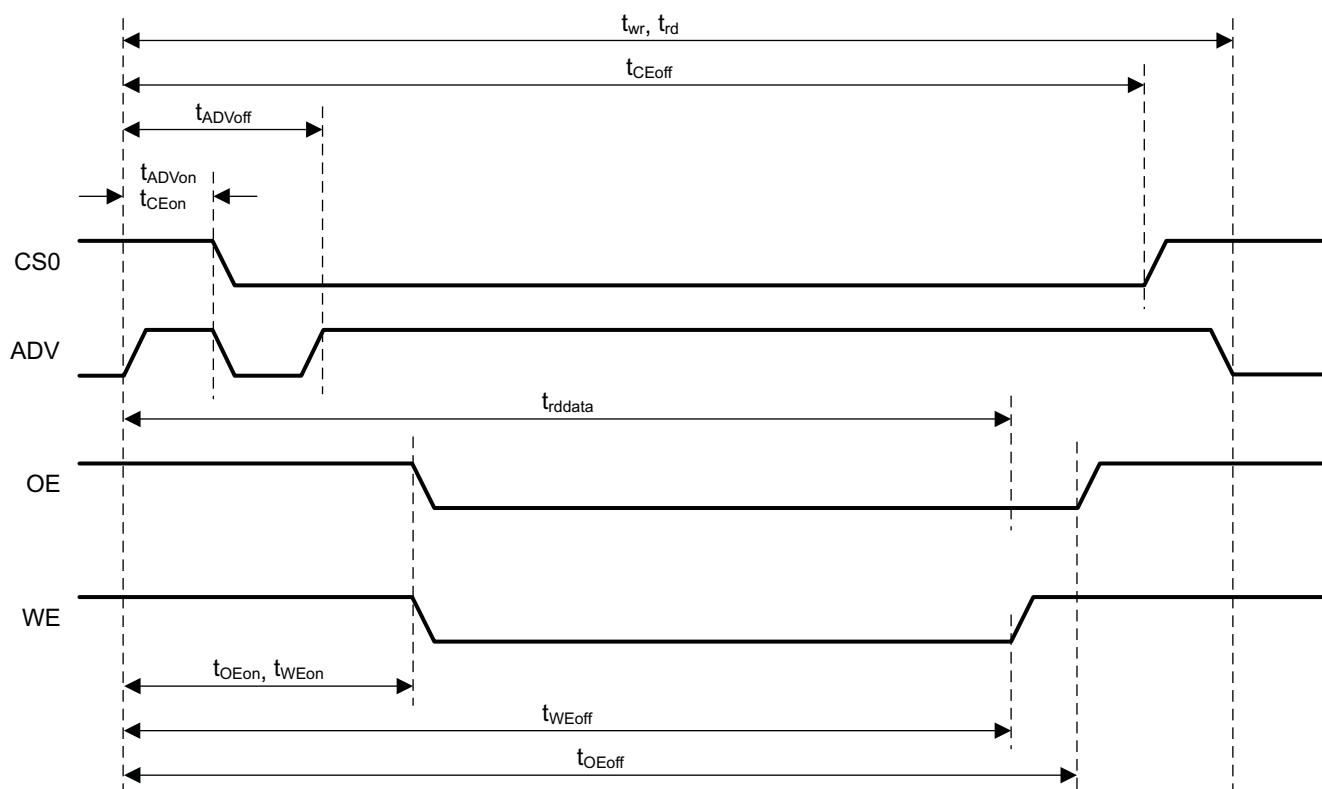 twr, trd
tCEoff
tADVoff
tADVon
tCEon
CS0
ADV
trddata
OE
WE
tOEon, tWEon
tWEoff
tOEoff